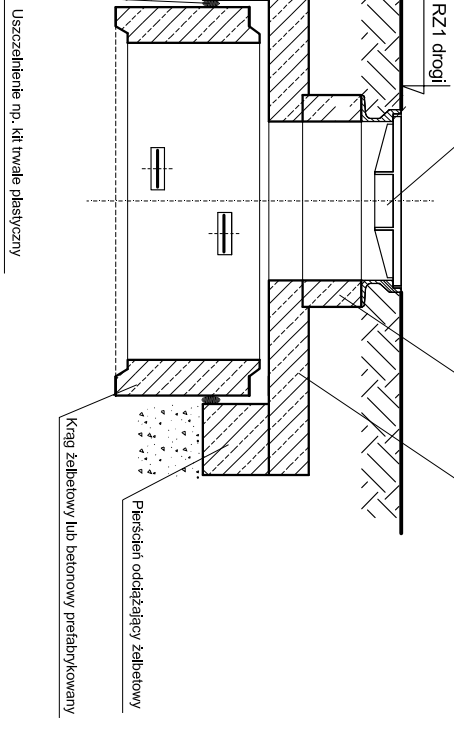 RZ1 drogi
Pierścień odciążający żelbetowy
Krąg żelbetowy lub betonowy prefabrykowany
Uszczelnienie np. kit trwale plastyczny